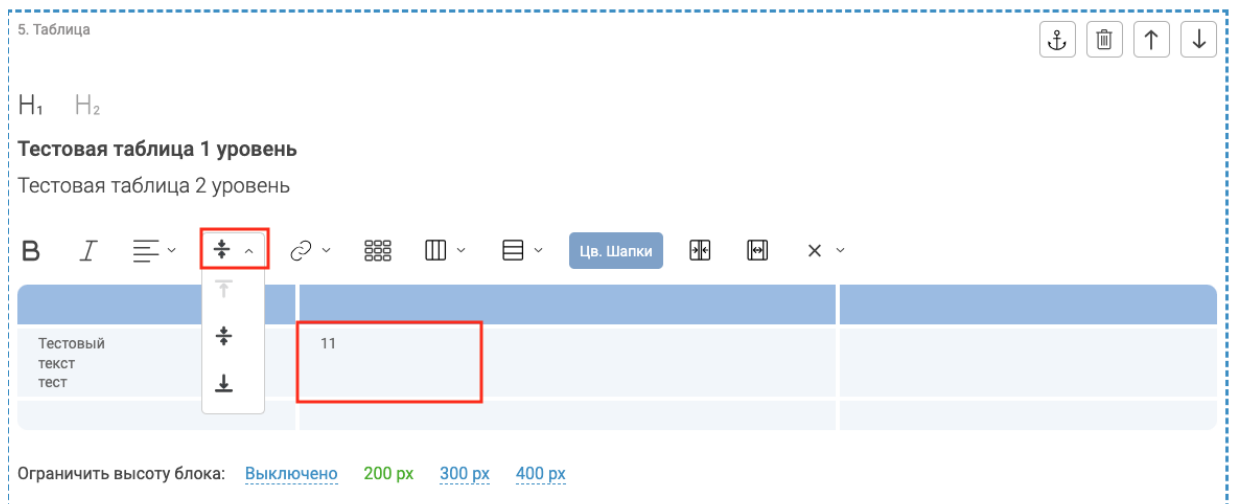 5. Таблица
H₁ H₂
Тестовая таблица 1 уровень
Тестовая таблица 2 уровень
B I Цв. Шапки
Тестовый 11
текст
тест
Ограничить высоту блока: Выключено 200 px 300 px 400 px